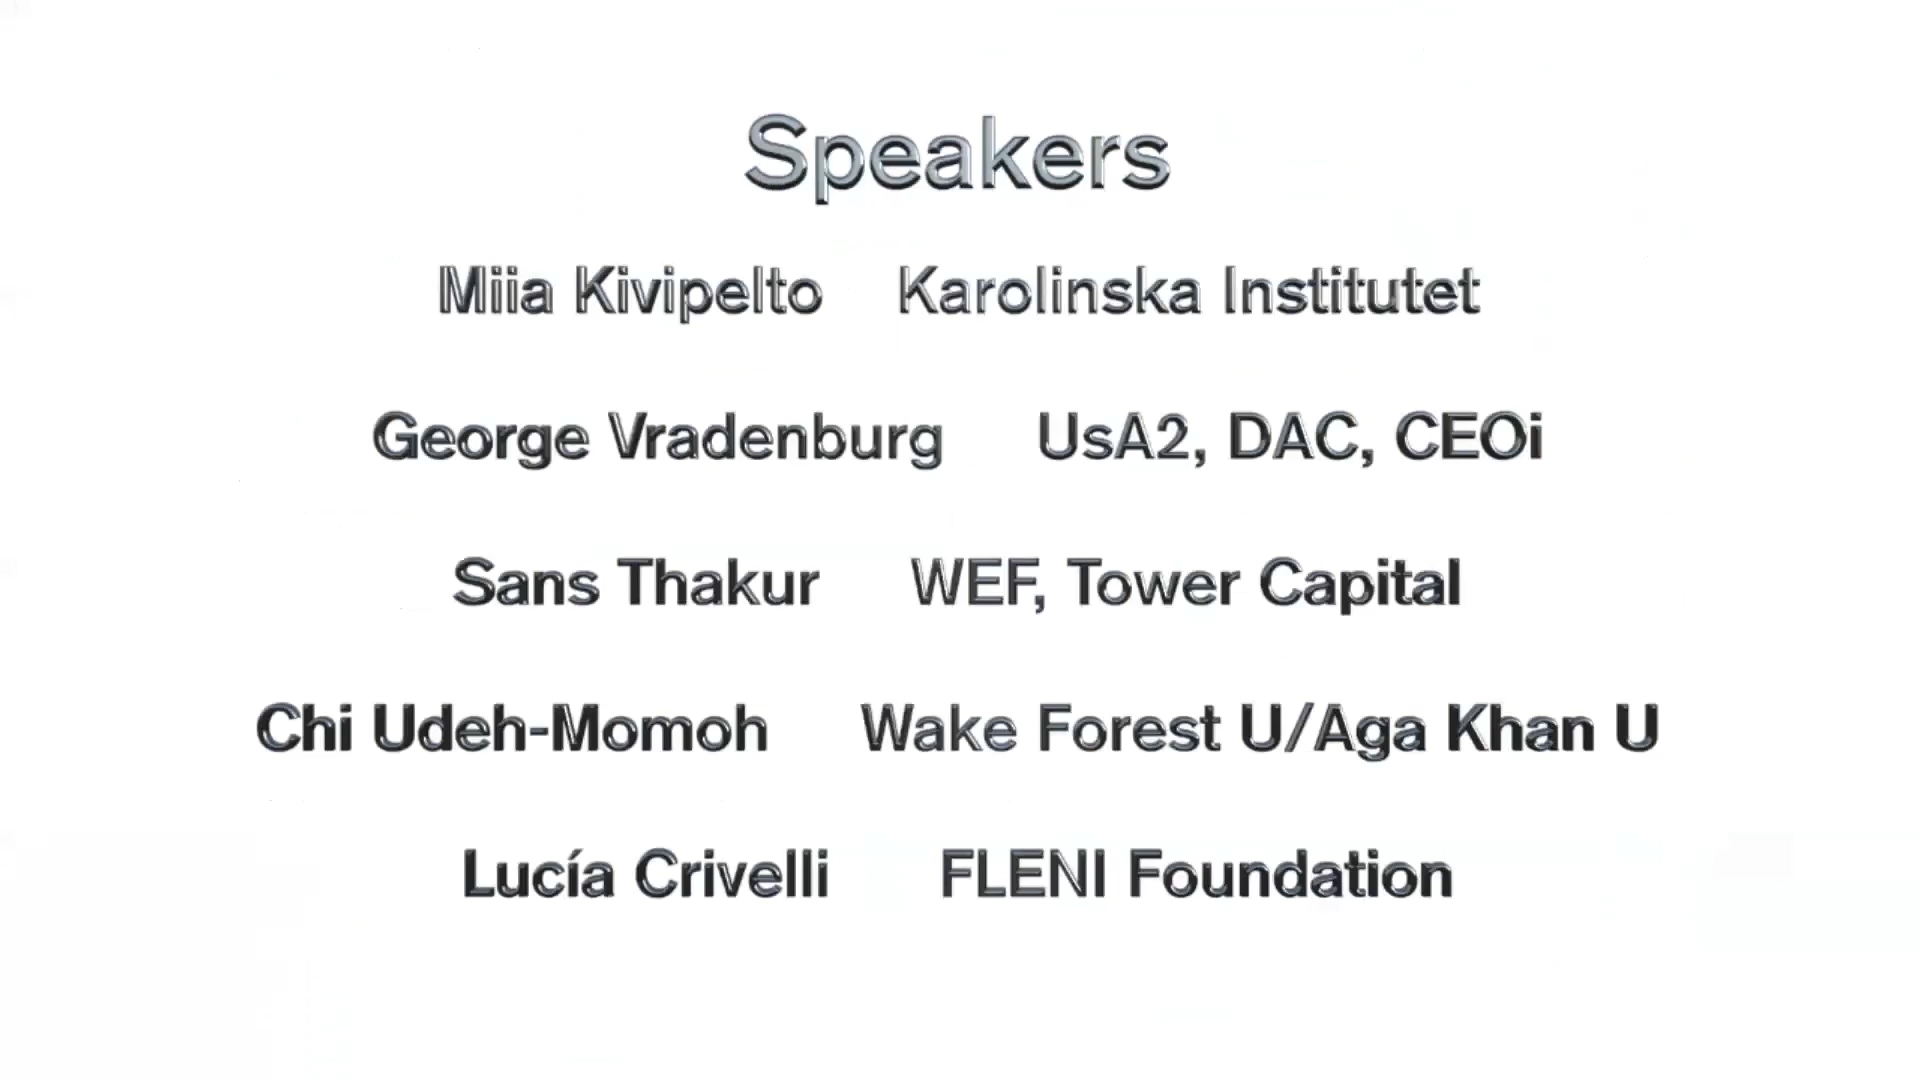 Speakers
Miia Kivipelto Karolinska Institutet
George Vradenburg UsA2, DAC, CEOi
Sans Thakur WEF, Tower Capital
Chi Udeh-Momoh Wake Forest U/Aga Khan U
Lucía Crivelli FLENI Foundation